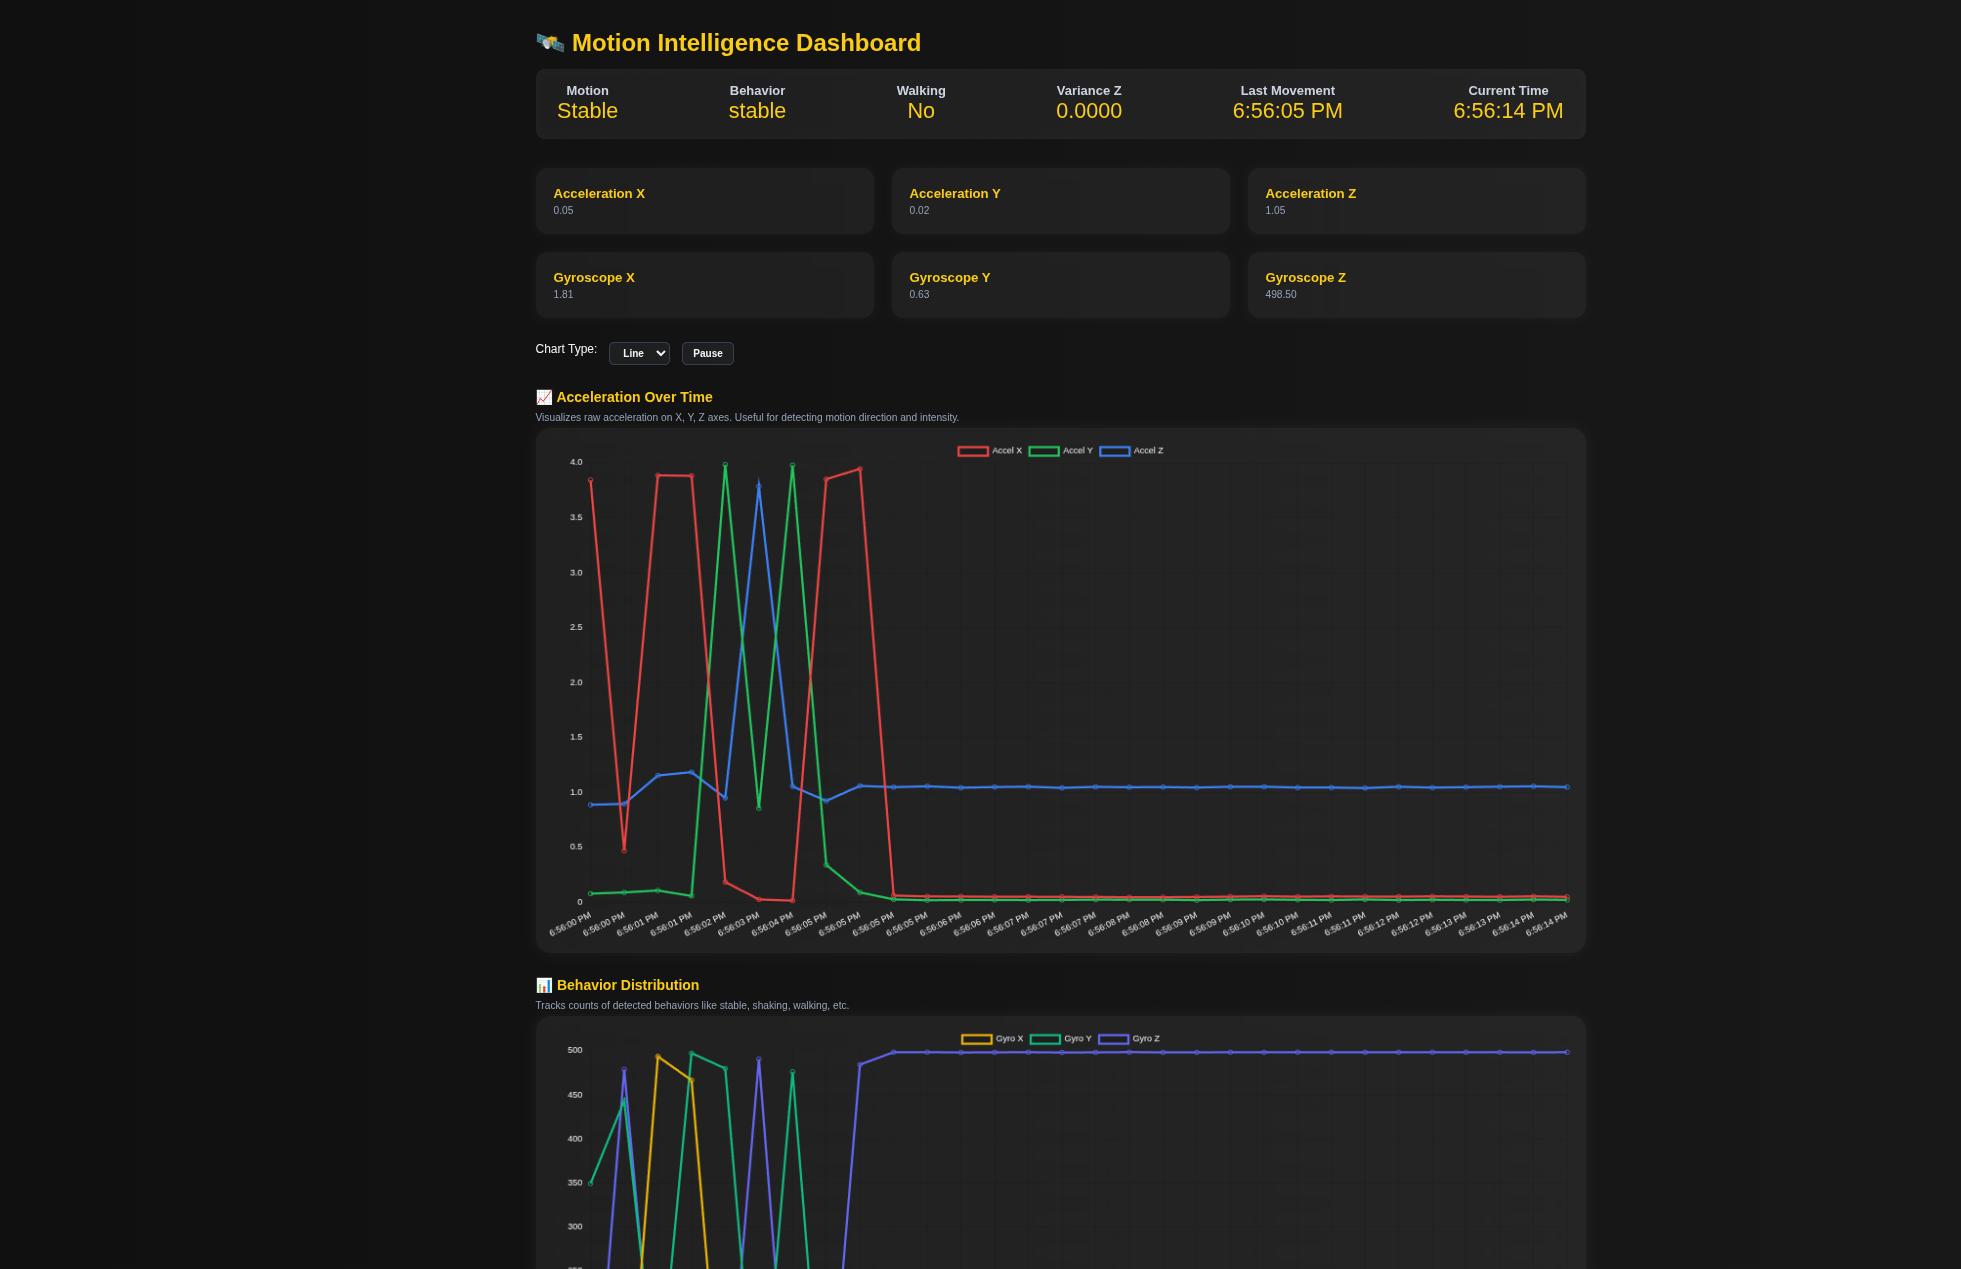 Motion Intelligence Dashboard
Motion Behavior Walking Variance Z Last Movement Current Time
Stable stable No 0.0000 6:56:05 PM 6:56:14 PM
Acceleration X Acceleration Y Acceleration Z
0.05 0.02 1.05
Gyroscope X Gyroscope Y Gyroscope Z
1.81 0.63 498.50
Chart Type: Line Pause
Acceleration Over Time
Visualizes raw acceleration on X, Y, Z axes. Useful for detecting motion direction and intensity.
Accel X Accel Y Accel Z
4.0
3.5
3.0
2.5
2.0
1.5
1.0
0.5
0
6:56:00 PM 6:56:00 PM 6:56:01 PM 6:56:01 PM 6:56:02 PM 6:56:03 PM 6:56:04 PM 6:56:05 PM 6:56:05 PM 6:56:05 PM 6:56:05 PM 6:56:06 PM 6:56:06 PM 6:56:07 PM 6:56:07 PM 6:56:07 PM 6:56:08 PM 6:56:08 PM 6:56:09 PM 6:56:09 PM 6:56:10 PM 6:56:10 PM 6:56:11 PM 6:56:11 PM 6:56:12 PM 6:56:12 PM 6:56:13 PM 6:56:13 PM 6:56:14 PM 6:56:14 PM
Behavior Distribution
Tracks counts of detected behaviors like stable, shaking, walking, etc.
Gyro X Gyro Y Gyro Z
500
450
400
350
300